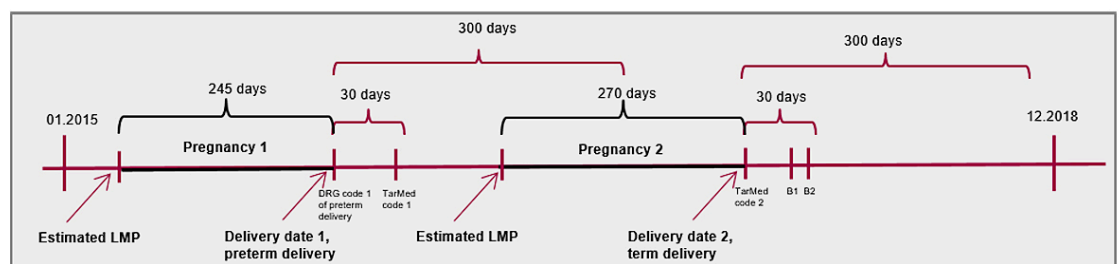 300 days
300 days
245 days
30 days
270 days
30 days
01.2015
12.2018
Pregnancy 1
Pregnancy 2
DRG code 1
of preterm
delivery
TarMed
code 1
TarMed
code 2
B1
B2
Estimated LMP
Delivery date 1,
preterm delivery
Estimated LMP
Delivery date 2,
term delivery